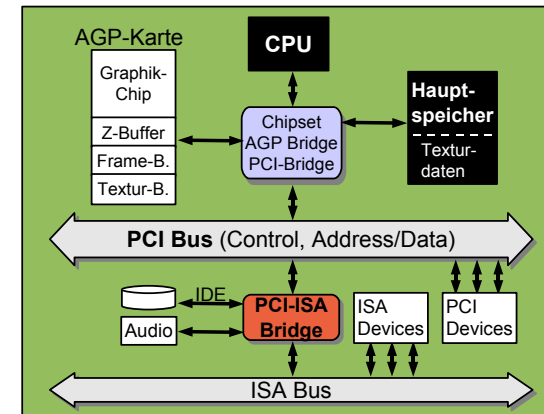 AGP-Karte
Graphik-
Chip
Z-Buffer
Frame-B.
Textur-B.
CPU
Chipset
AGP Bridge
PCI-Bridge
Haupt-
speicher
Textur-
daten
PCI Bus (Control, Address/Data)
IDE
Audio
PCI-ISA
Bridge
ISA
Devices
PCI
Devices
ISA Bus